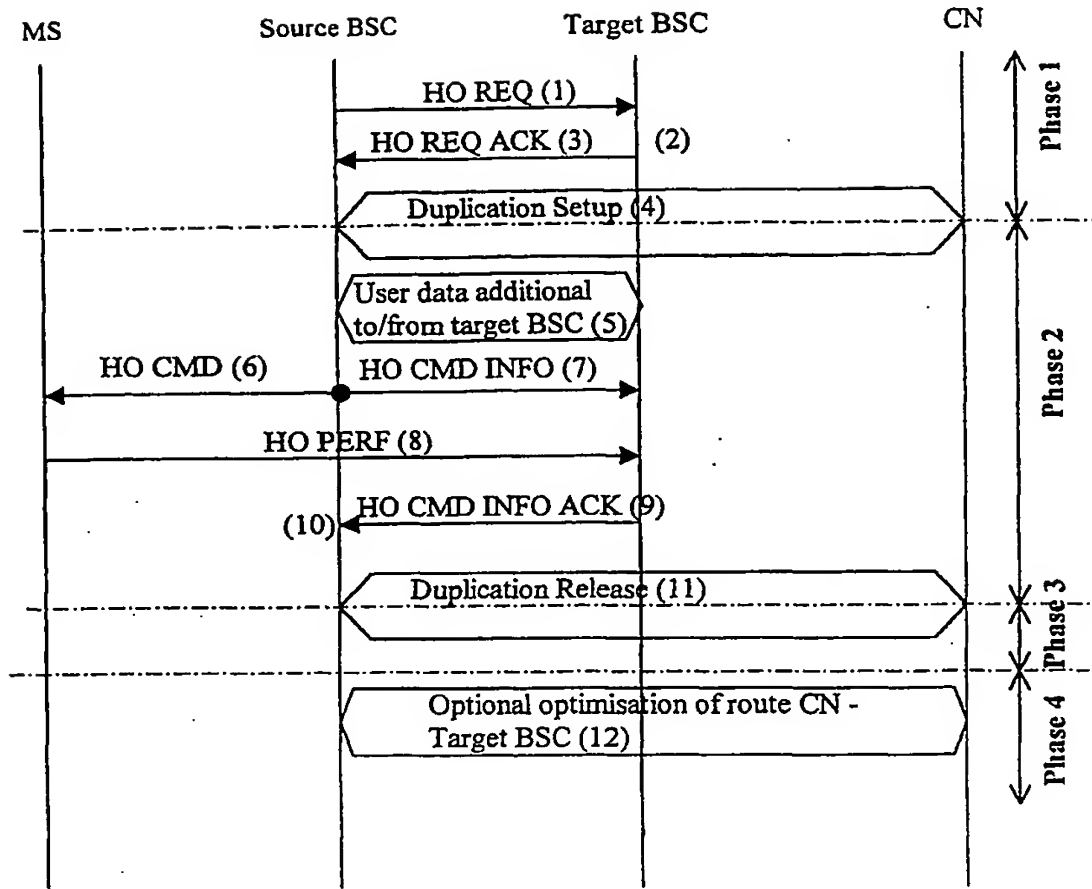 MS
Source BSC
Target BSC
CN
HO REQ (1)
Phase 1
HO REQ ACK (3)
(2)
Duplication Setup (4)
User data additional
to/from target BSC (5)
Phase 2
HO CMD (6)
HO CMD INFO (7)
HO PERF (8)
HO CMD INFO ACK (9)
(10)
Duplication Release (11)
Phase 3
Optional optimisation of route CN -
Target BSC (12)
Phase 4